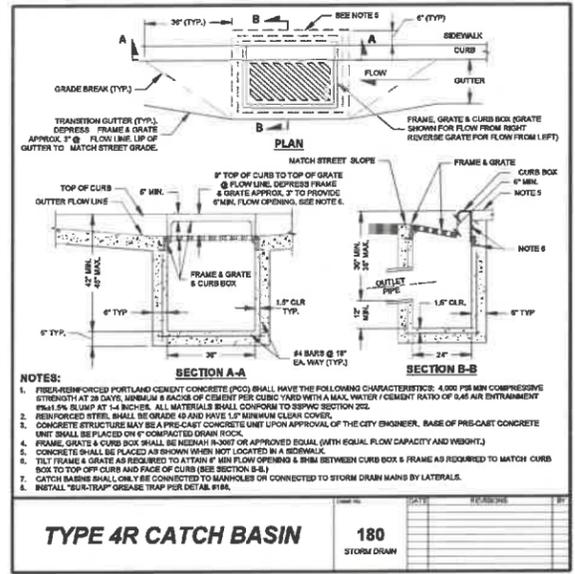 36" (TYP.)
B
SEE NOTE 5
6" (TYP)
A
A
SIDEWALK
CURB
FLOW
GUTTER
GRADE BREAK (TYP.)
TRANSITION GUTTER (TYP.).
DEPRESS FRAME & GRATE
APPROX. 3" @ FLOW LINE, LIP OF
GUTTER TO MATCH STREET GRADE.
B
PLAN
FRAME, GRATE & CURB BOX (GRATE
SHOWN FOR FLOW FROM RIGHT
REVERSE GRATE FOR FLOW FROM LEFT)
MATCH STREET SLOPE
FRAME & GRATE
CURB BOX
6" MIN.
NOTE 5
NOTE 6
TOP OF CURB
GUTTER FLOW LINE
6" MIN.
9" TOP OF CURB TO TOP OF GRATE
@ FLOW LINE. DEPRESS FRAME
& GRATE APPROX. 3" TO PROVIDE
6"MIN. FLOW OPENING, SEE NOTE 6.
42" MIN.
48" MAX.
FRAME & GRATE
& CURB BOX
6" TYP
1.5" CLR
TYP.
6" TYP.
36"
#4 BARS @ 18"
EA. WAY (TYP.)
SECTION A-A
30" MIN.
36" MAX.
OUTLET
PIPE
12"
MIN.
1.5" CLR.
6" TYP
24"
SECTION B-B
NOTES:
1. FIBER-REINFORCED PORTLAND CEMENT CONCRETE (PCC) SHALL HAVE THE FOLLOWING CHARACTERISTICS: 4,000 PSI MIN COMPRESSIVE
STRENGTH AT 28 DAYS, MINIMUM 6 SACKS OF CEMENT PER CUBIC YARD WITH A MAX. WATER / CEMENT RATIO OF 0.45 AIR ENTRAINMENT
6%±1.5% SLUMP AT 1-4 INCHES. ALL MATERIALS SHALL CONFORM TO SSPWC SECTION 202.
2. REINFORCED STEEL SHALL BE GRADE 40 AND HAVE 1.5" MINIMUM CLEAR COVER.
3. CONCRETE STRUCTURE MAY BE A PRE-CAST CONCRETE UNIT UPON APPROVAL OF THE CITY ENGINEER. BASE OF PRE-CAST CONCRETE
UNIT SHALL BE PLACED ON 6" COMPACTED DRAIN ROCK.
4. FRAME, GRATE & CURB BOX SHALL BE NEENAH R-3067 OR APPROVED EQUAL (WITH EQUAL FLOW CAPACITY AND WEIGHT.)
5. CONCRETE SHALL BE PLACED AS SHOWN WHEN NOT LOCATED IN A SIDEWALK.
6. TILT FRAME & GRATE AS REQUIRED TO ATTAIN 6" MIN FLOW OPENING & SHIM BETWEEN CURB BOX & FRAME AS REQUIRED TO MATCH CURB
BOX TO TOP OFF CURB AND FACE OF CURB (SEE SECTION B-B.)
7. CATCH BASINS SHALL ONLY BE CONNECTED TO MANHOLES OR CONNECTED TO STORM DRAIN MAINS BY LATERALS.
8. INSTALL "SUR-TRAP" GREASE TRAP PER DETAIL #186.
TYPE 4R CATCH BASIN
180
STORM DRAIN
DATE
REVISIONS
BY